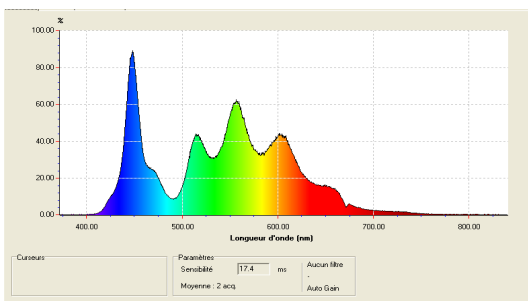 %
100.00
80.00
60.00
40.00
20.00
0.00
400.00 500.00 600.00 700.00 800.00
Longueur d'onde (nm)
Curseurs
Paramètres
Sensibilité 17.4 ms
Aucun filtre
-
Moyenne : 2 acq.
Auto Gain